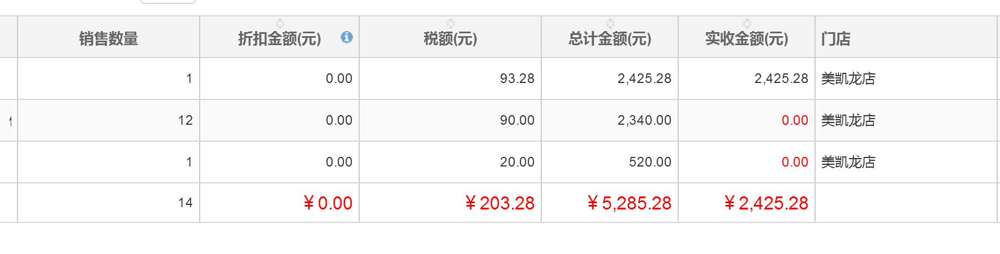 销售数量 折扣金额(元) 税额(元) 总计金额(元) 实收金额(元) 门店
1 0.00 93.28 2,425.28 2,425.28 美凯龙店
12 0.00 90.00 2,340.00 0.00 美凯龙店
1 0.00 20.00 520.00 0.00 美凯龙店
14 ¥0.00 ¥203.28 ¥5,285.28 ¥2,425.28